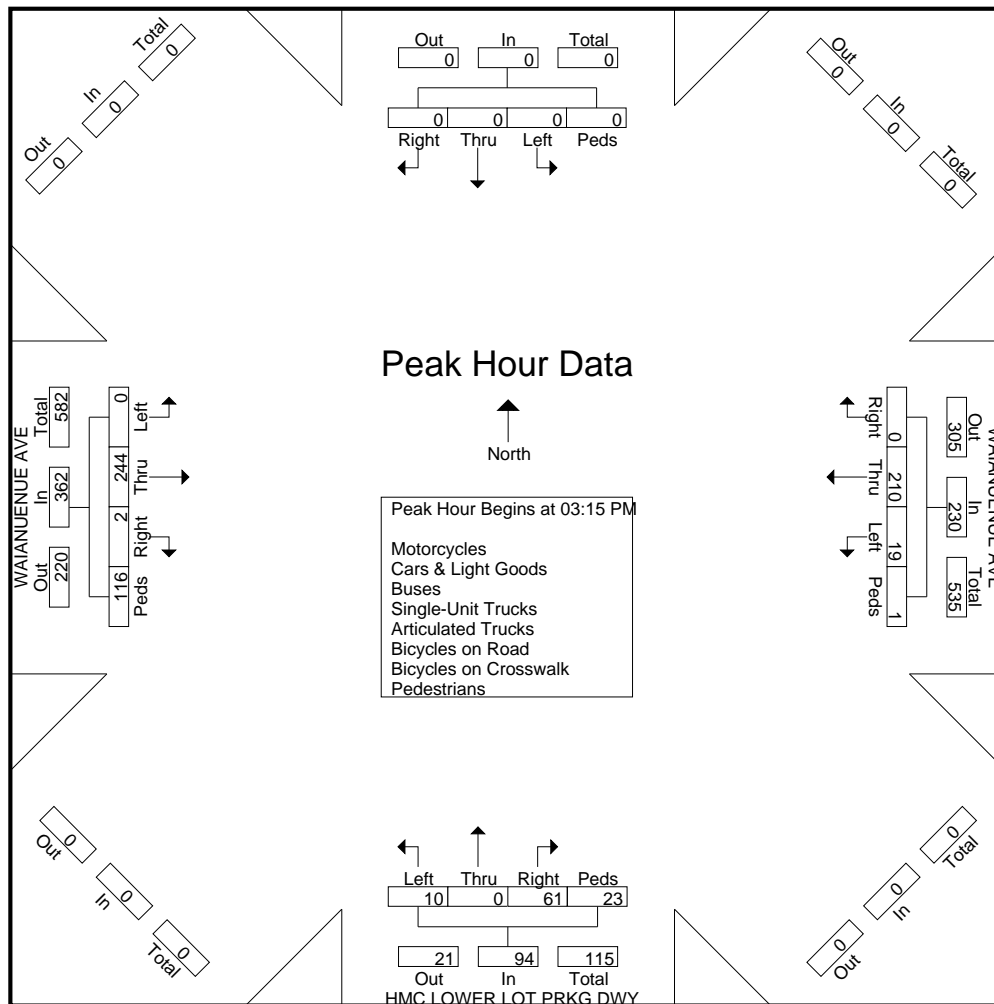 Total
0
In
0
Out
0
Out In Total
0 0 0
0 0 0 0
Right Thru Left Peds
Out
0
In
0
Total
0
Peak Hour Data
North
Peak Hour Begins at 03:15 PM
Motorcycles
Cars & Light Goods
Buses
Single-Unit Trucks
Articulated Trucks
Bicycles on Road
Bicycles on Crosswalk
Pedestrians
WAIANUENUE AVE
Out In Total
220 362 582
116 2 244 0
Peds Right Thru Left
WAIANUENUE AVE
Out In Total
305 230 535
0 210 19 1
Right Thru Left Peds
Out
0
In
0
Total
0
Left Thru Right Peds
10 0 61 23
21 94 115
Out In Total
HMC LOWER LOT PRKG DWY
0
Total
0
In
0
Out